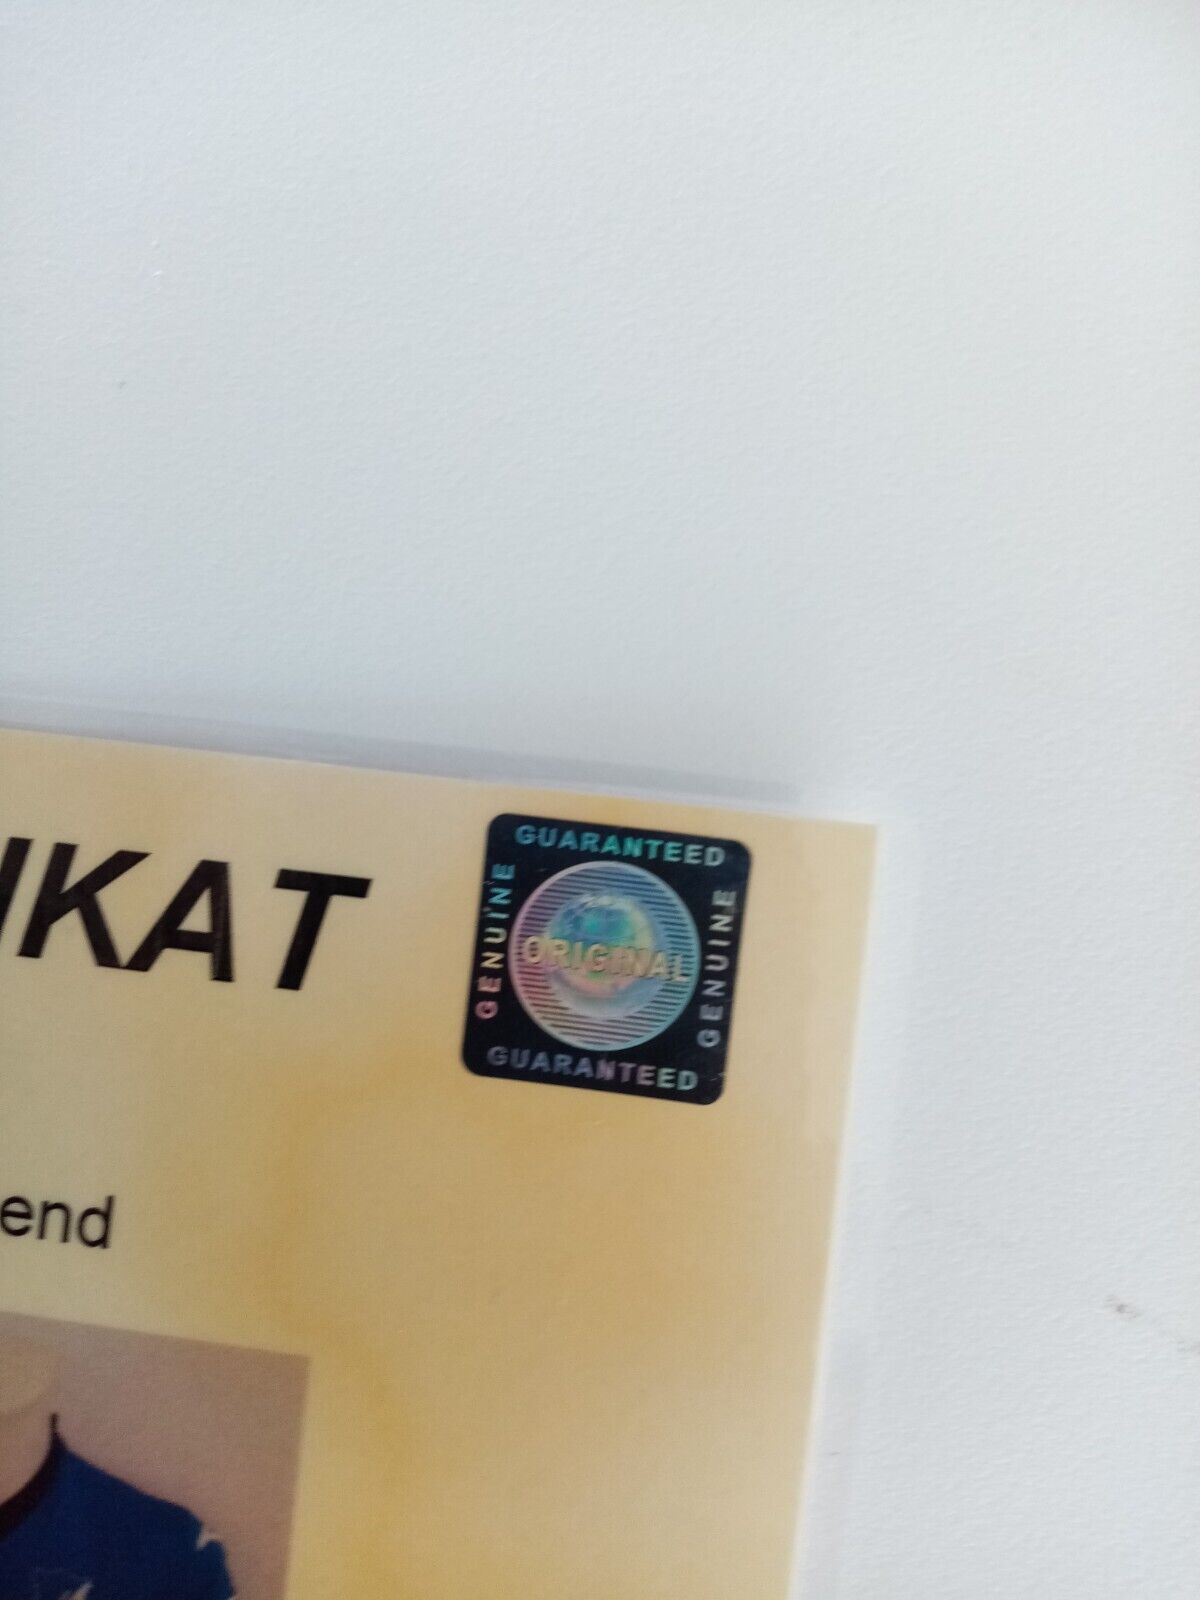 IKAT
GUARANTEED
GENUINE
ORIGINAL
GENUINE
GUARANTEED
end